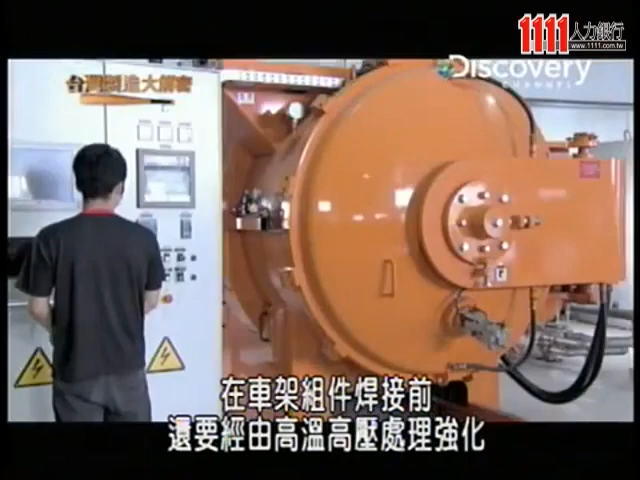 1111人力銀行
www.1111.com.tw
Discovery
CHANNEL
台灣製造大解密
在車架組件焊接前
還要經由高溫高壓處理強化